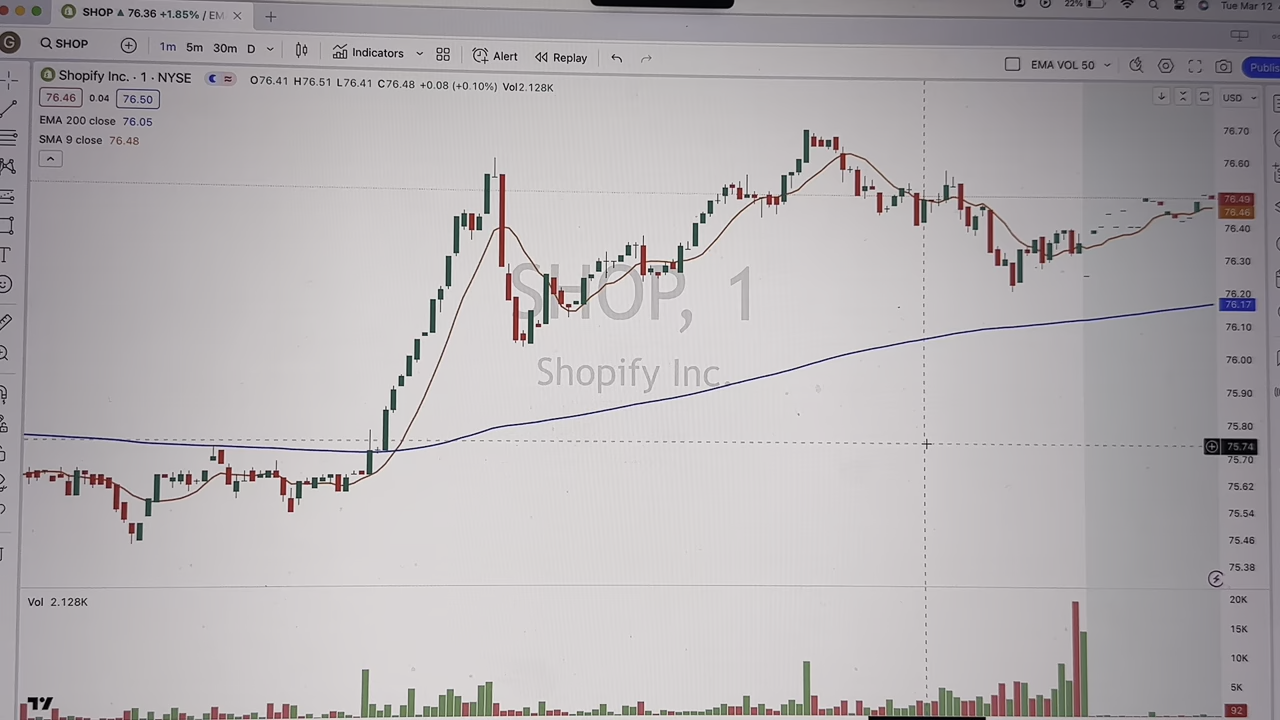 SHOP ▲ 76.36 +1.85% / EM
22%
Tue Mar 12
G
SHOP
1m 5m 30m D
Indicators
Alert
Replay
EMA VOL 50
Publis
Shopify Inc. · 1 · NYSE
O76.41 H76.51 L76.41 C76.48 +0.08 (+0.10%) Vol2.128K
76.46 0.04 76.50
EMA 200 close 76.05
SMA 9 close 76.48
USD
76.70
76.60
76.49
76.46
76.40
76.30
76.20
76.17
76.10
76.00
75.90
75.80
75.74
75.70
75.62
75.54
75.46
75.38
SHOP, 1
Shopify Inc.
Vol 2.128K
20K
15K
10K
5K
92